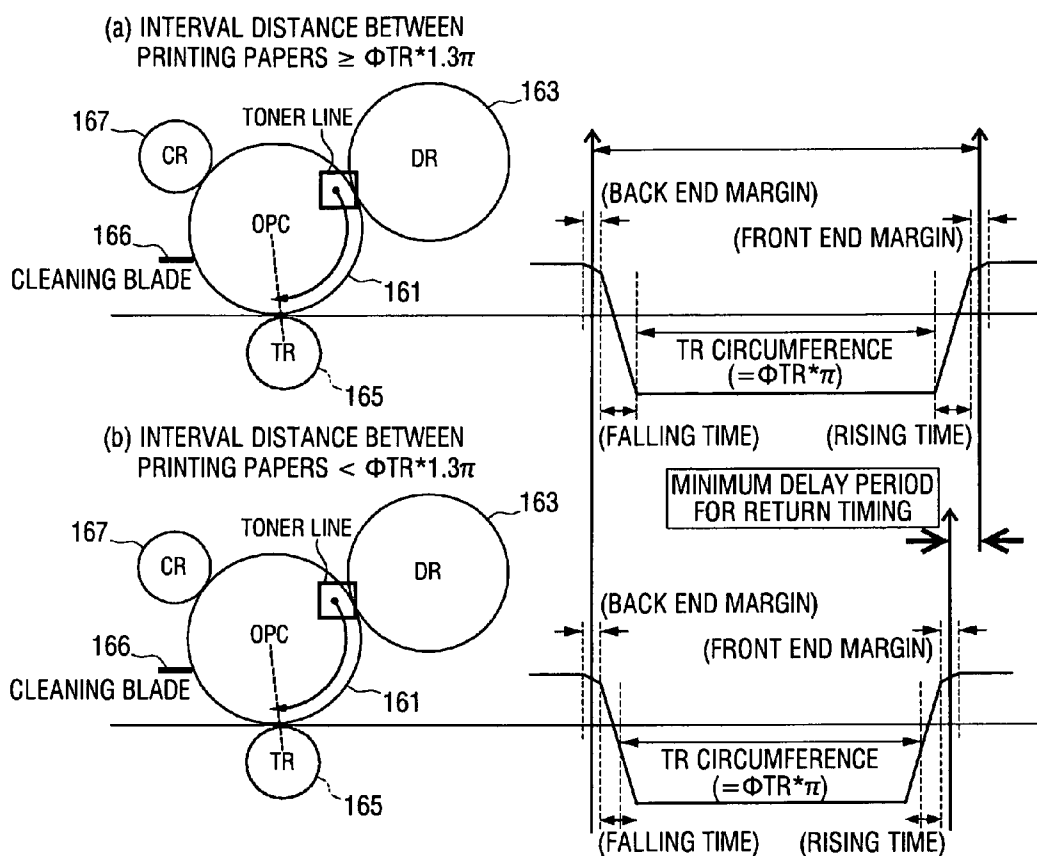 (a) INTERVAL DISTANCE BETWEEN
PRINTING PAPERS ≥ ΦTR*1.3π
163
167
TONER LINE
CR
DR
166
OPC
CLEANING BLADE
161
TR
165
(BACK END MARGIN)
(FRONT END MARGIN)
TR CIRCUMFERENCE
(=ΦTR*π)
(FALLING TIME)
(RISING TIME)
(b) INTERVAL DISTANCE BETWEEN
PRINTING PAPERS < ΦTR*1.3π
MINIMUM DELAY PERIOD
FOR RETURN TIMING
163
167
TONER LINE
CR
DR
166
OPC
CLEANING BLADE
161
TR
165
(BACK END MARGIN)
(FRONT END MARGIN)
TR CIRCUMFERENCE
(=ΦTR*π)
(FALLING TIME)
(RISING TIME)